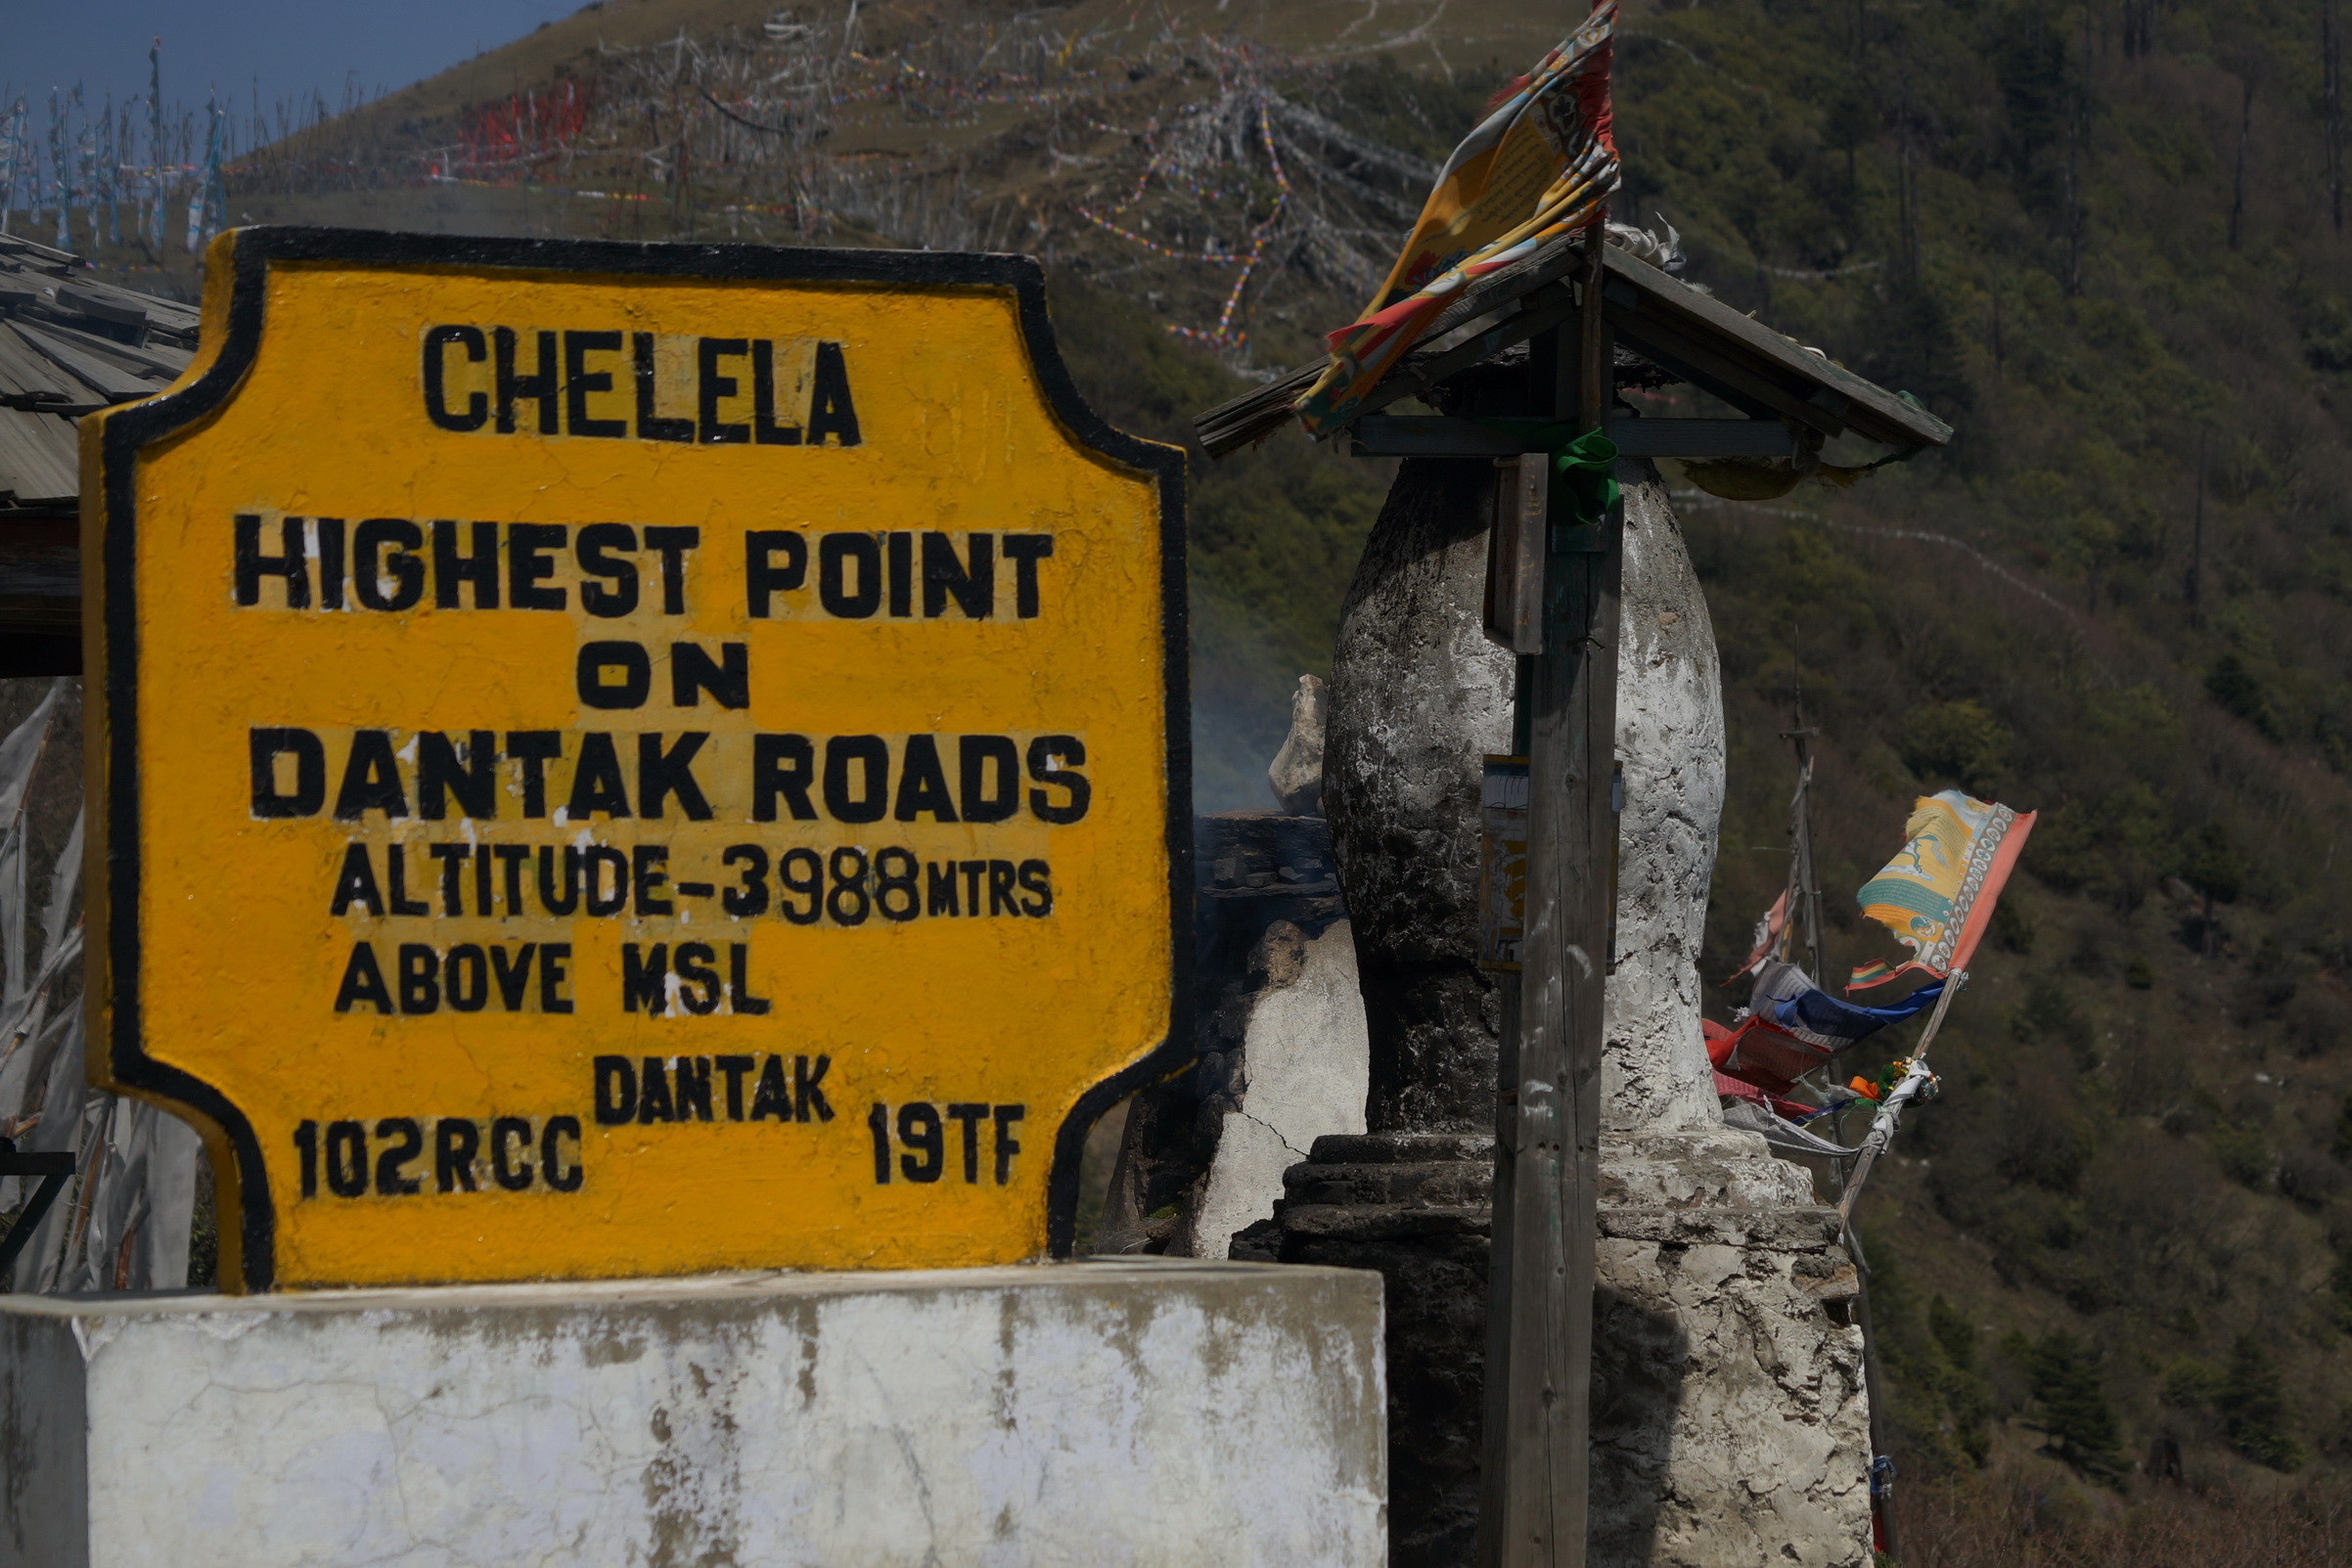 CHELELA
HIGHEST POINT
ON
DANTAK ROADS
ALTITUDE-3988MTRS
ABOVE MSL
DANTAK
102RCC 19TF